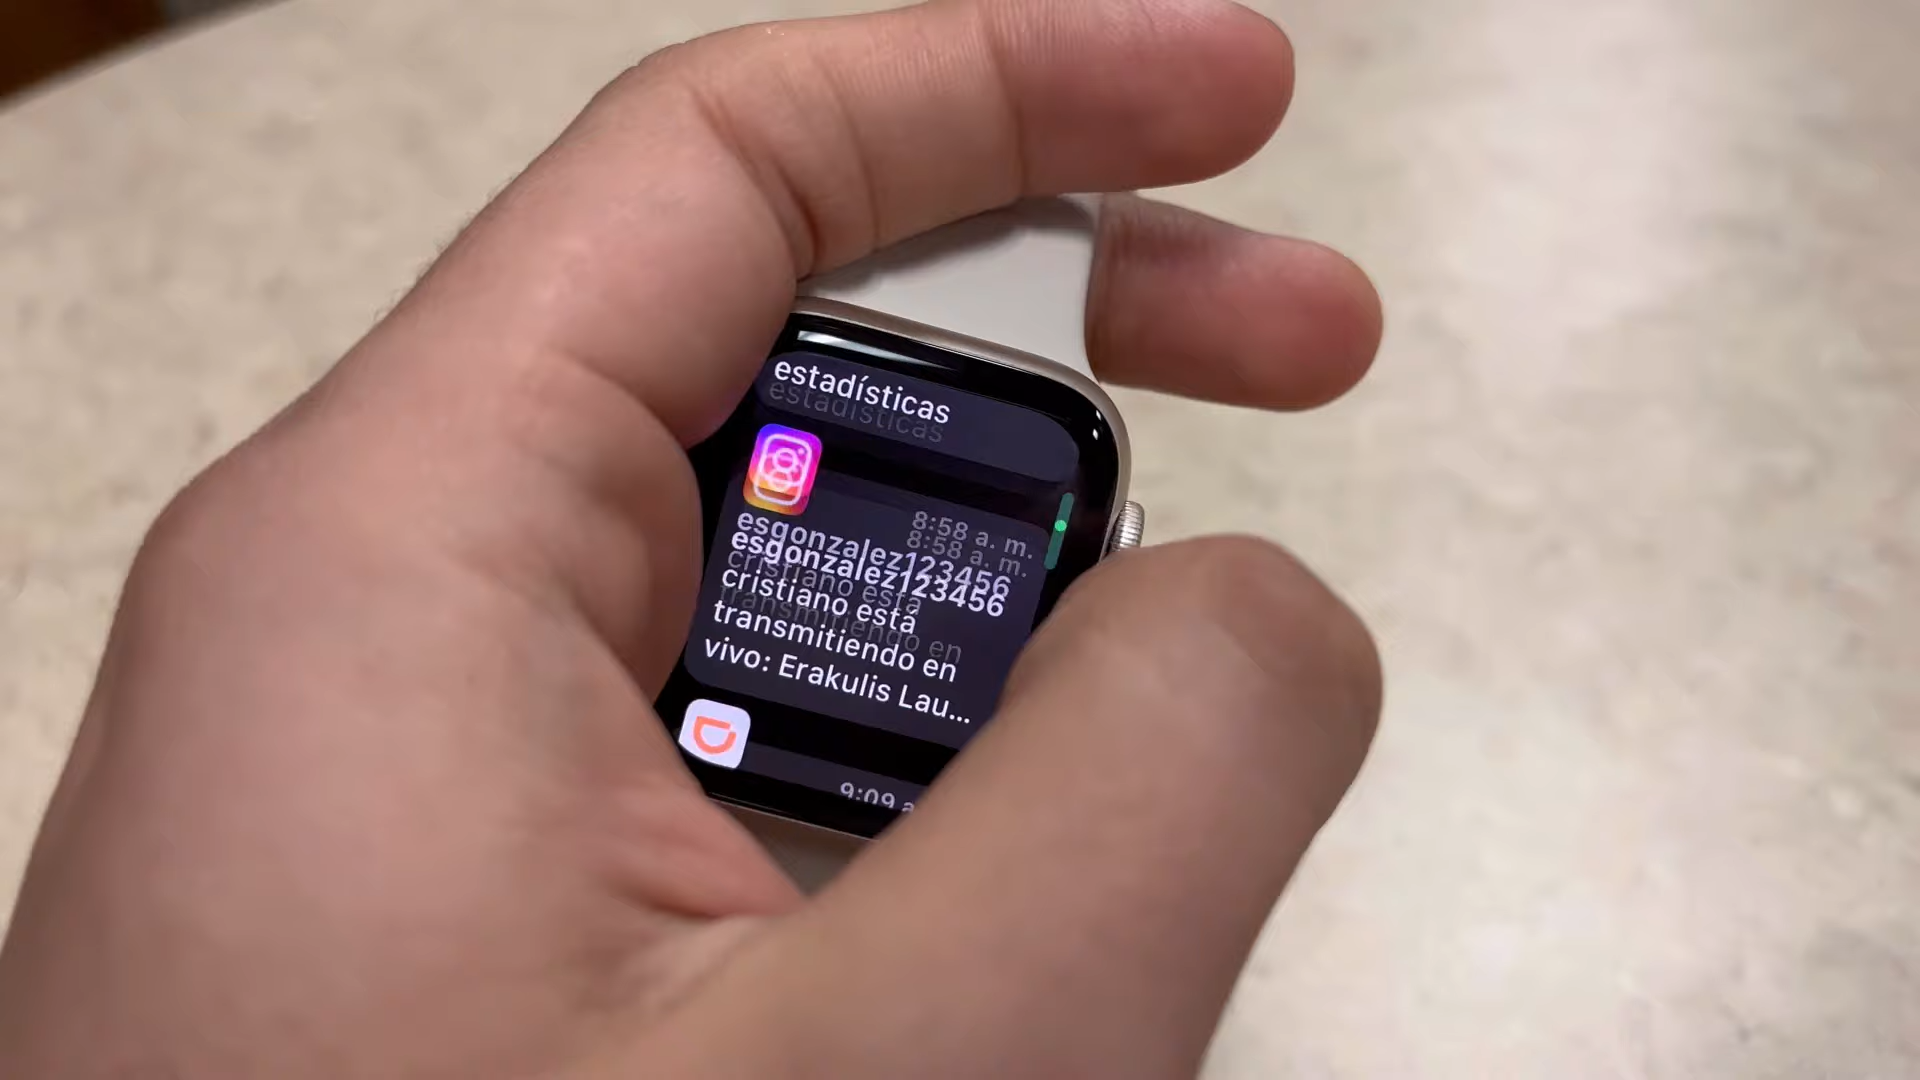 estadísticas
8:58 a. m.
esgonzalez123456
cristiano está
transmitiendo en
vivo: Erakulis Lau...
9:09 a